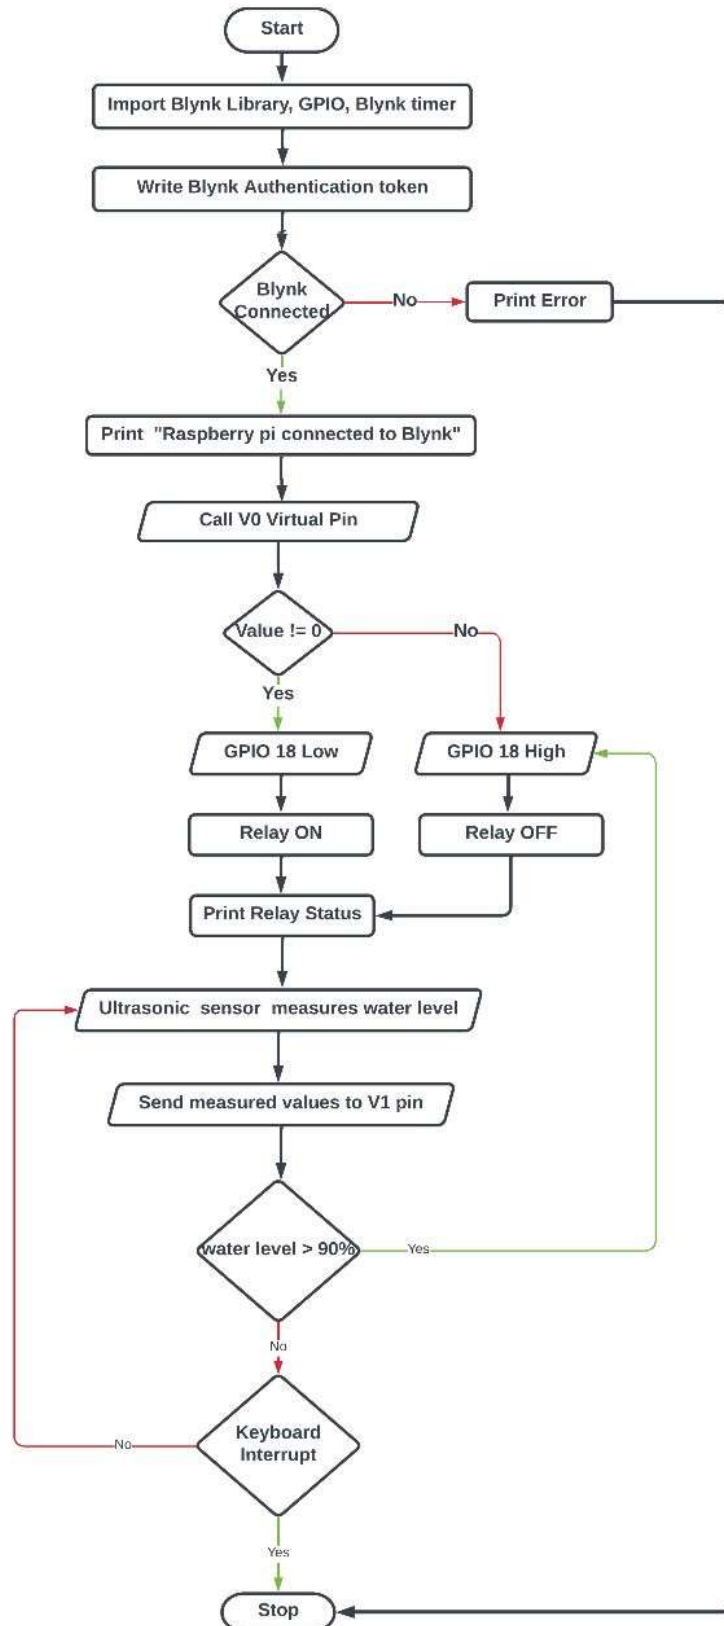 Start
Import Blynk Library, GPIO, Blynk timer
Write Blynk Authentication token
Blynk
Connected
No
Print Error
Yes
Print "Raspberry pi connected to Blynk"
Call V0 Virtual Pin
Value != 0
No
Yes
GPIO 18 Low
GPIO 18 High
Relay ON
Relay OFF
Print Relay Status
Ultrasonic sensor measures water level
Send measured values to V1 pin
water level > 90%
Yes
No
Keyboard
Interrupt
No
Yes
Stop